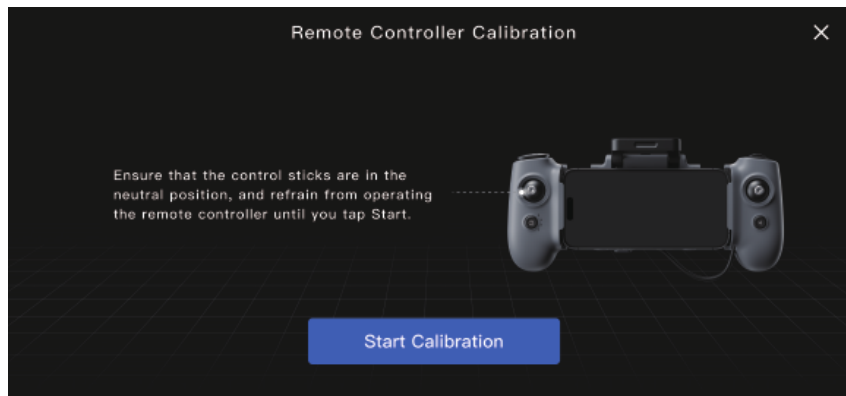 Remote Controller Calibration
Ensure that the control sticks are in the
neutral position, and refrain from operating
the remote controller until you tap Start.
Start Calibration